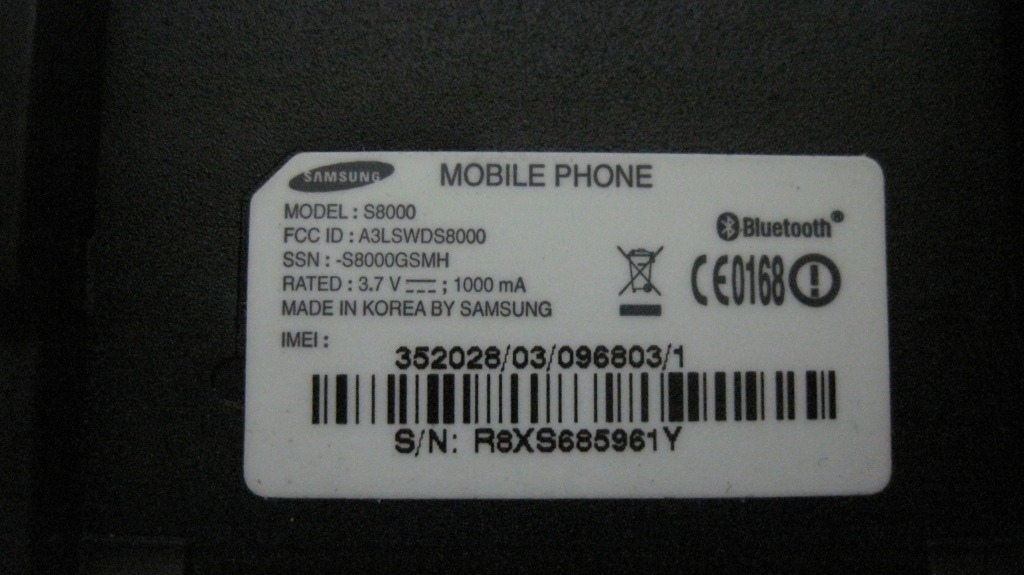 SAMSUNG MOBILE PHONE
MODEL : S8000
FCC ID : A3LSWDS8000
SSN : -S8000GSMH
RATED : 3.7 V ⎓ ; 1000 mA
MADE IN KOREA BY SAMSUNG
Bluetooth®
CE0168
IMEI :
352028/03/096803/1
S/N: R8XS685961Y